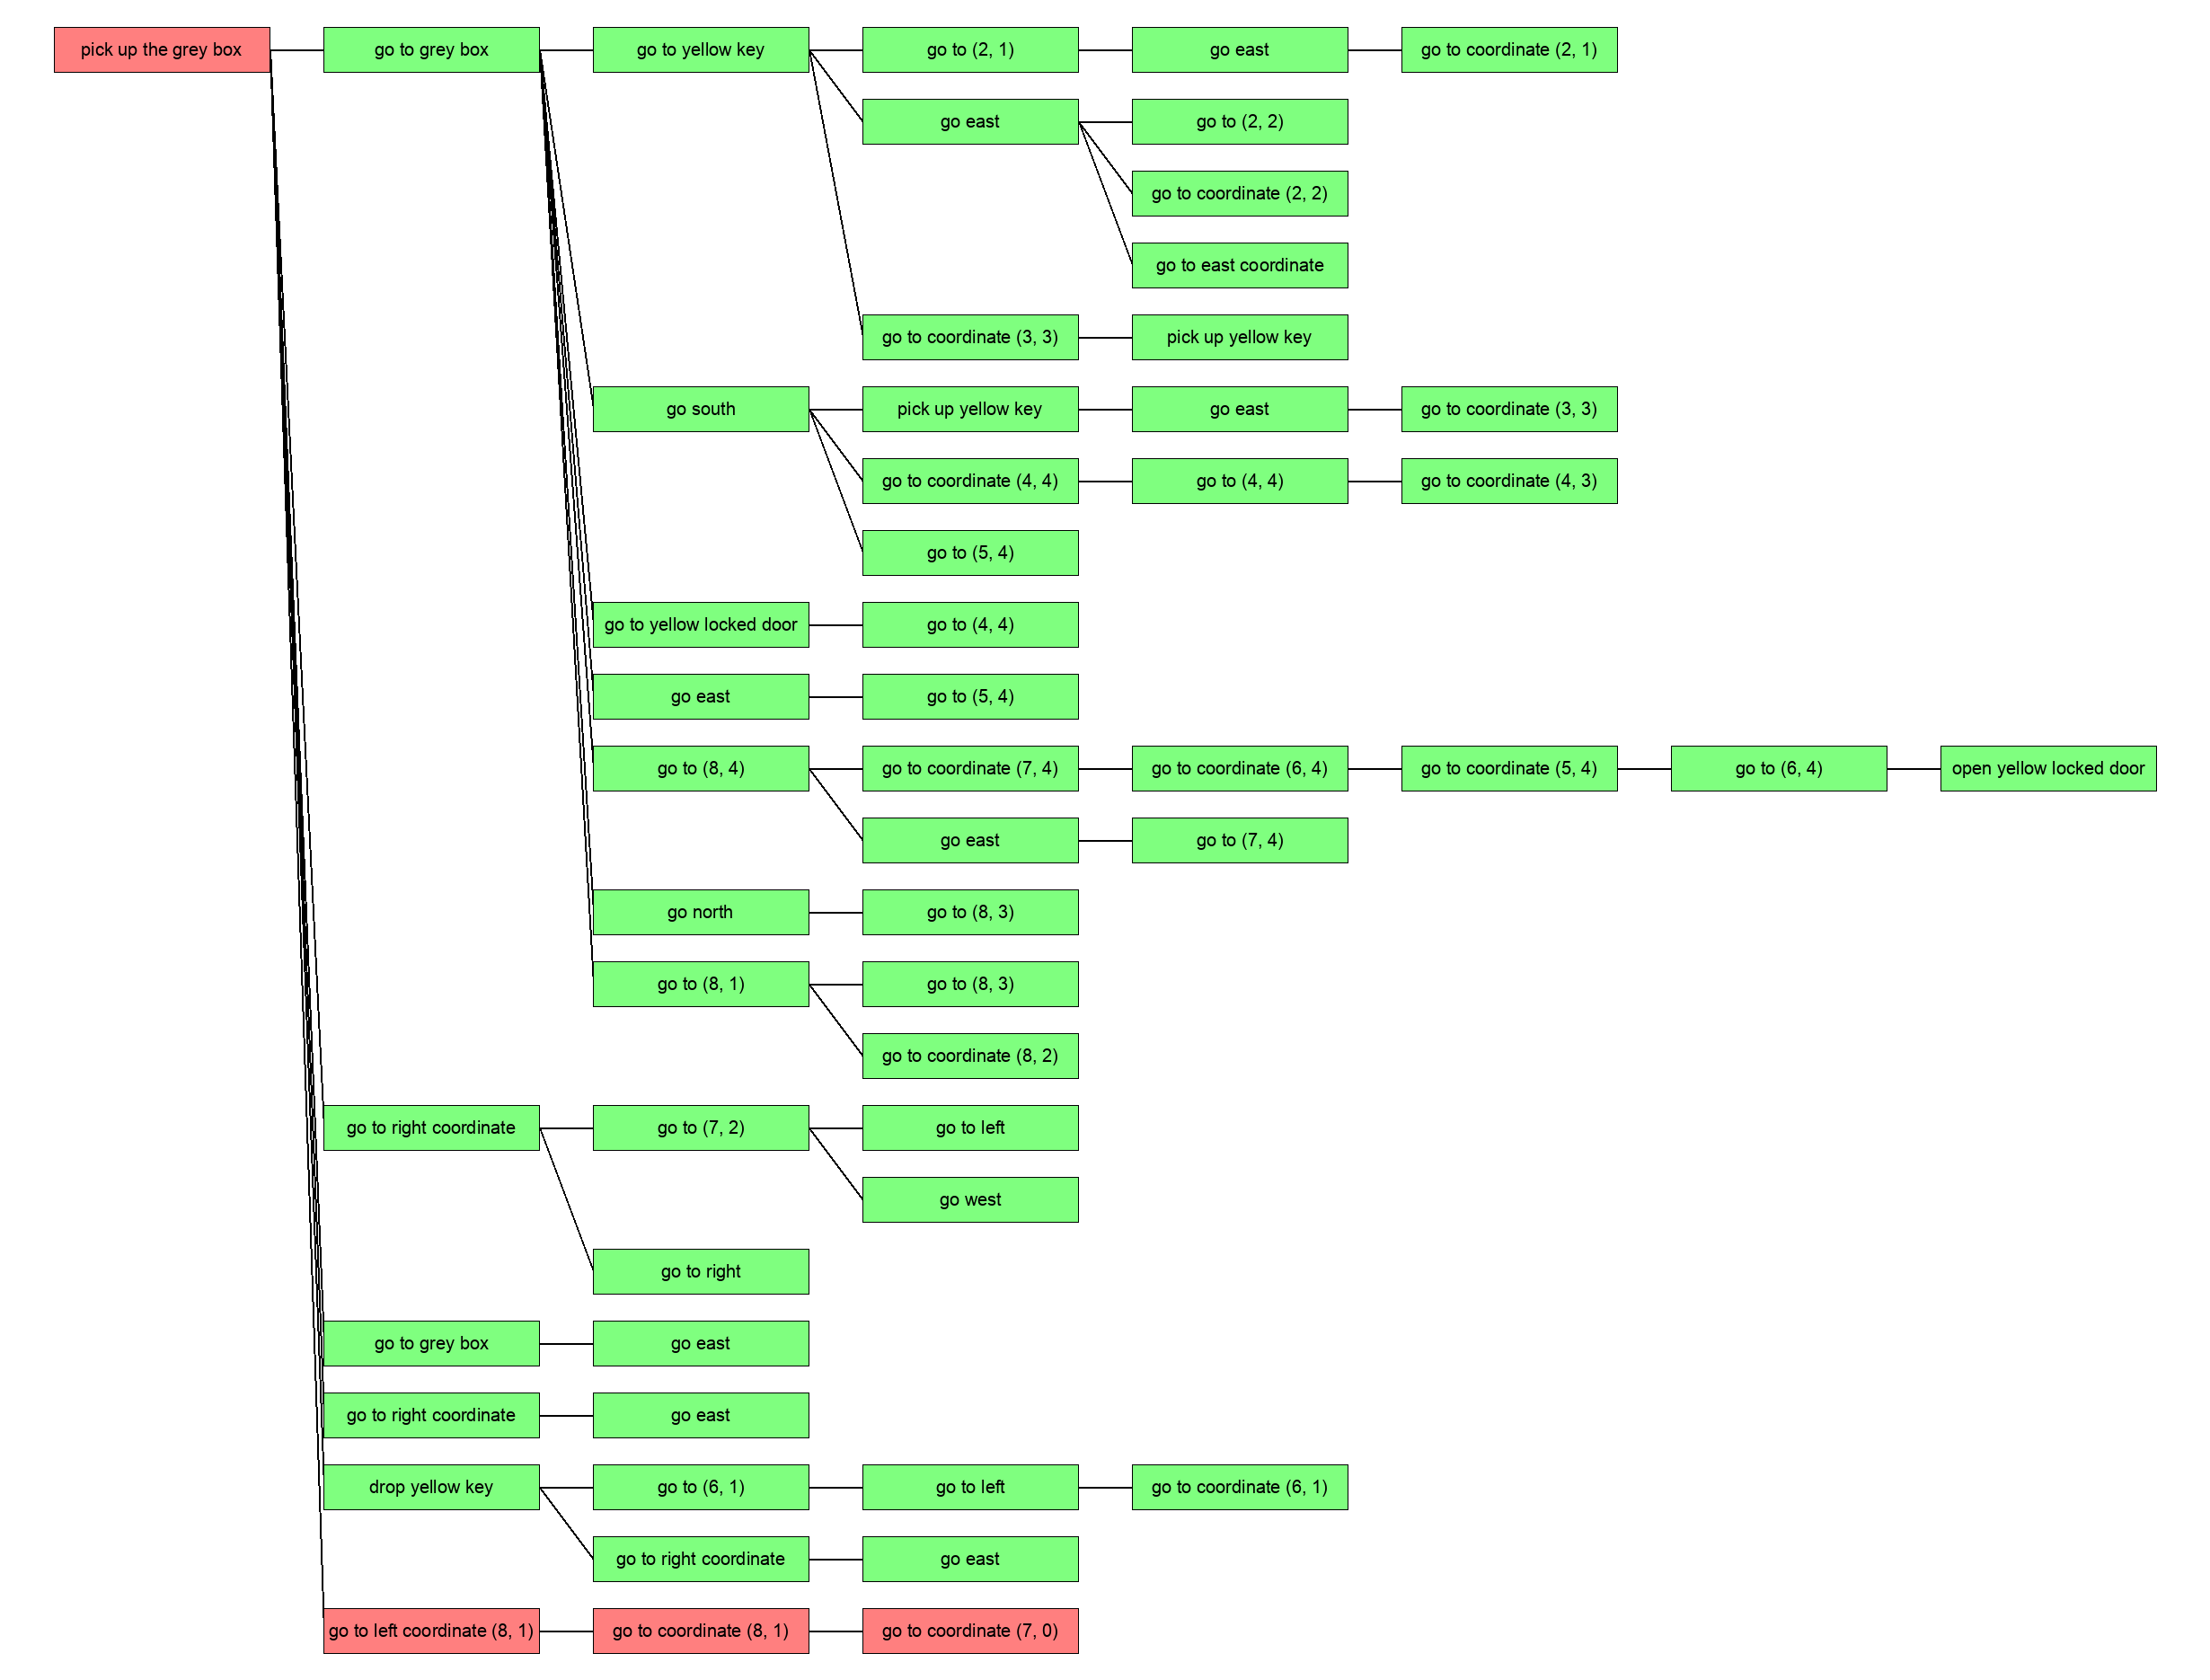 pick up the grey box
go to grey box
go to yellow key
go to (2, 1)
go east
go to coordinate (2, 1)
go east
go to (2, 2)
go to coordinate (2, 2)
go to east coordinate
go to coordinate (3, 3)
pick up yellow key
go south
pick up yellow key
go east
go to coordinate (3, 3)
go to coordinate (4, 4)
go to (4, 4)
go to coordinate (4, 3)
go to (5, 4)
go to yellow locked door
go to (4, 4)
go east
go to (5, 4)
go to (8, 4)
go to coordinate (7, 4)
go to coordinate (6, 4)
go to coordinate (5, 4)
go to (6, 4)
open yellow locked door
go east
go to (7, 4)
go north
go to (8, 3)
go to (8, 1)
go to (8, 3)
go to coordinate (8, 2)
go to right coordinate
go to (7, 2)
go to left
go west
go to right
go to grey box
go east
go to right coordinate
go east
drop yellow key
go to (6, 1)
go to left
go to coordinate (6, 1)
go to right coordinate
go east
go to left coordinate (8, 1)
go to coordinate (8, 1)
go to coordinate (7, 0)